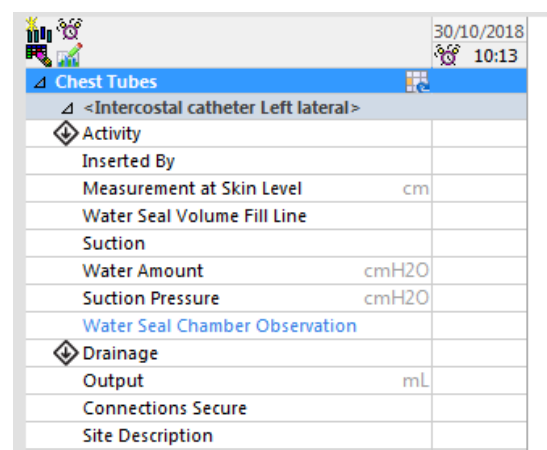 30/10/2018
10:13
Chest Tubes
<Intercostal catheter Left lateral>
Activity
Inserted By
Measurement at Skin Level cm
Water Seal Volume Fill Line
Suction
Water Amount cmH2O
Suction Pressure cmH2O
Water Seal Chamber Observation
Drainage
Output mL
Connections Secure
Site Description